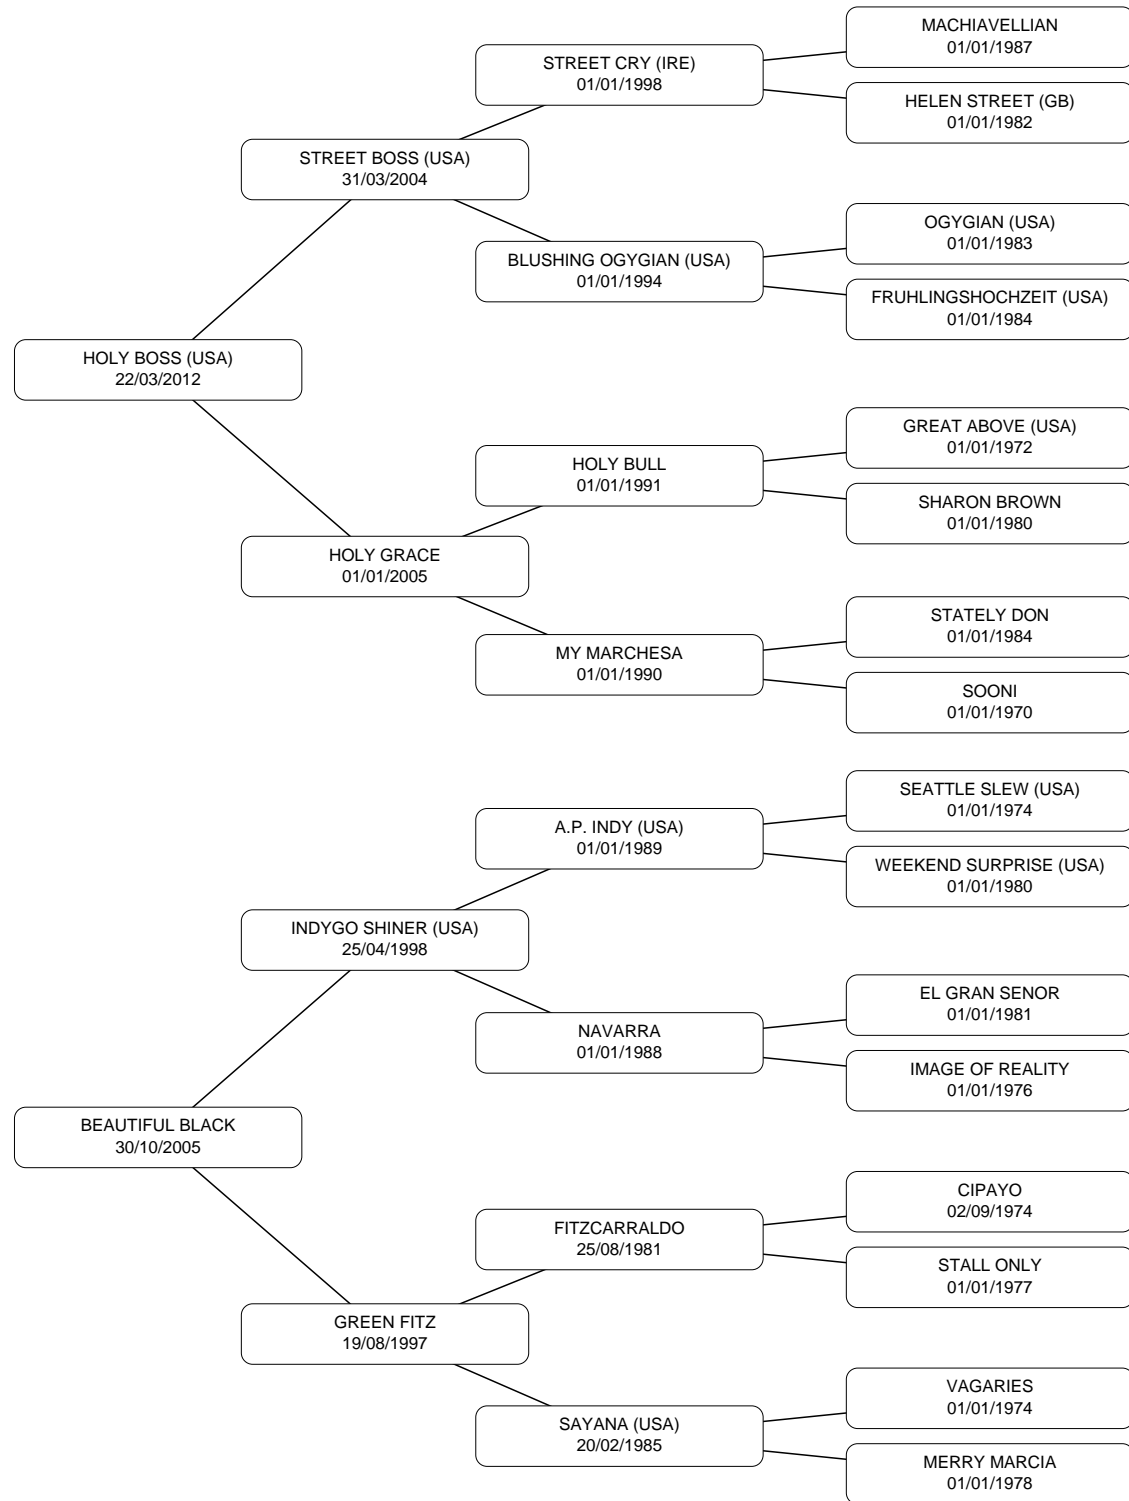 MACHIAVELLIAN
01/01/1987
STREET CRY (IRE)
01/01/1998
HELEN STREET (GB)
01/01/1982
STREET BOSS (USA)
31/03/2004
OGYGIAN (USA)
01/01/1983
BLUSHING OGYGIAN (USA)
01/01/1994
FRUHLINGSHOCHZEIT (USA)
01/01/1984
HOLY BOSS (USA)
22/03/2012
GREAT ABOVE (USA)
01/01/1972
HOLY BULL
01/01/1991
SHARON BROWN
01/01/1980
HOLY GRACE
01/01/2005
STATELY DON
01/01/1984
MY MARCHESA
01/01/1990
SOONI
01/01/1970
SEATTLE SLEW (USA)
01/01/1974
A.P. INDY (USA)
01/01/1989
WEEKEND SURPRISE (USA)
01/01/1980
INDYGO SHINER (USA)
25/04/1998
EL GRAN SENOR
01/01/1981
NAVARRA
01/01/1988
IMAGE OF REALITY
01/01/1976
BEAUTIFUL BLACK
30/10/2005
CIPAYO
02/09/1974
FITZCARRALDO
25/08/1981
STALL ONLY
01/01/1977
GREEN FITZ
19/08/1997
VAGARIES
01/01/1974
SAYANA (USA)
20/02/1985
MERRY MARCIA
01/01/1978